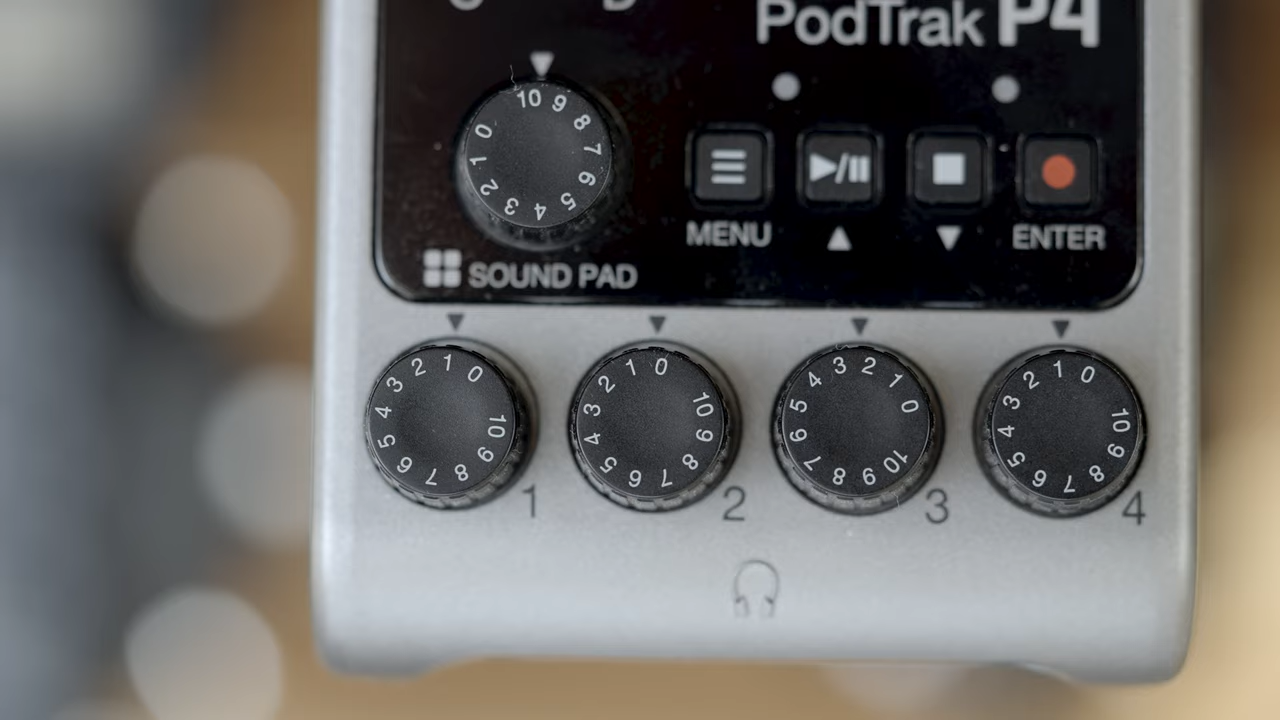 PodTrak P4
10 9 8 7 6 5 4 3 2 1 0
MENU
ENTER
SOUND PAD
0 1 2 3 4 5 6 7 8 9 10
1
0 1 2 3 4 5 6 7 8 9 10
2
0 1 2 3 4 5 6 7 8 9 10
3
0 1 2 3 4 5 6 7 8 9 10
4